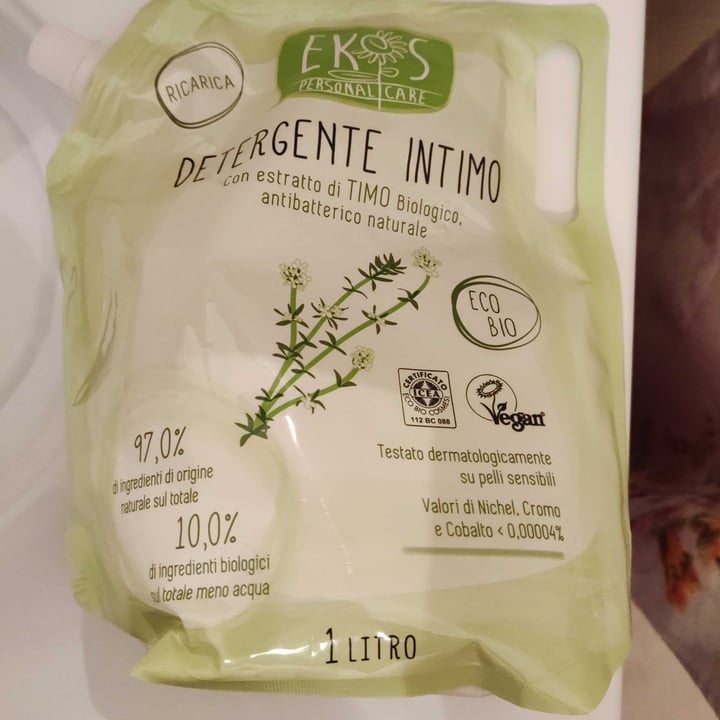 RICARICA
EKOS
PERSONAL CARE
DETERGENTE INTIMO
con estratto di TIMO Biologico,
antibatterico naturale
ECO
BIO
CERTIFICATO
ICEA
ECO BIO COSMESI
112 BC 088
Vegan
97,0%
di ingredienti di origine
naturale sul totale
10,0%
di ingredienti biologici
sul totale meno acqua
Testato dermatologicamente
su pelli sensibili
Valori di Nichel, Cromo
e Cobalto < 0,00004%
1 LITRO